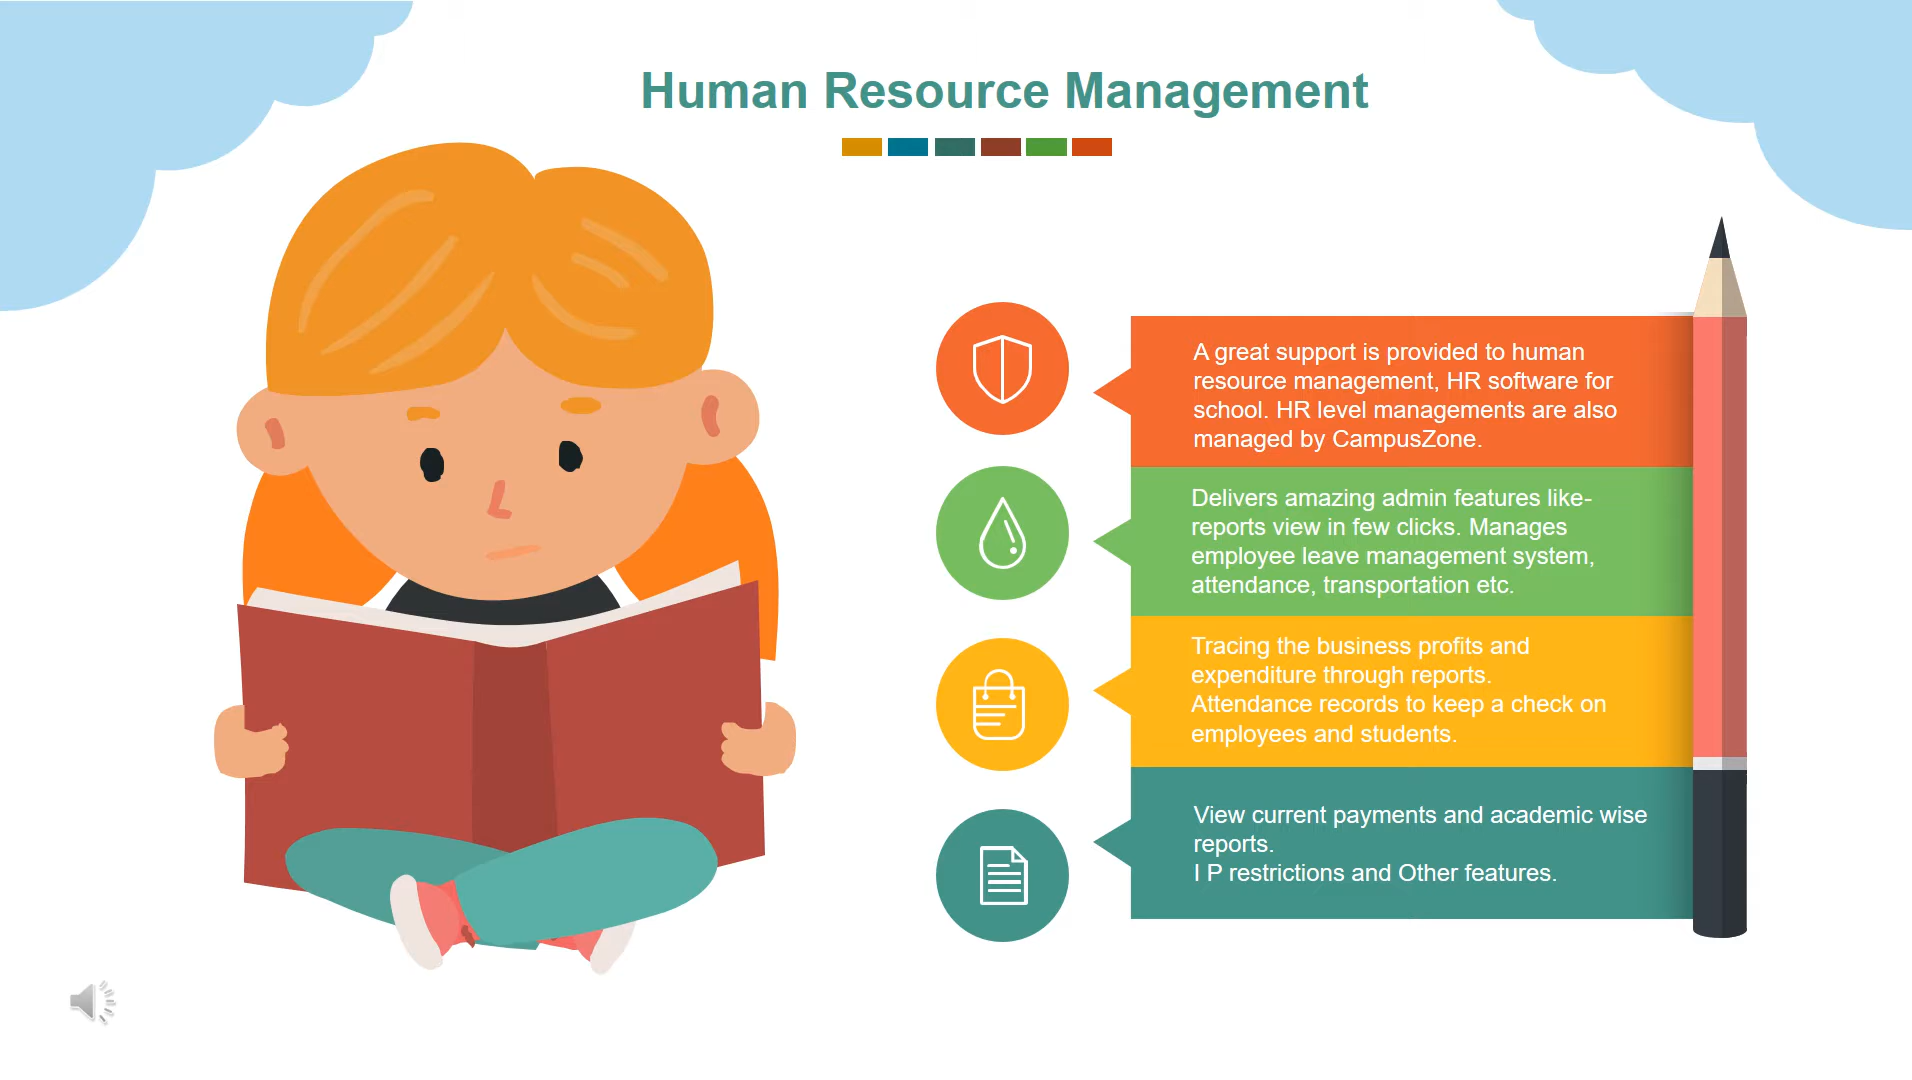 Human Resource Management
A great support is provided to human
resource management, HR software for
school. HR level managements are also
managed by CampusZone.
Delivers amazing admin features like-
reports view in few clicks. Manages
employee leave management system,
attendance, transportation etc.
Tracing the business profits and
expenditure through reports.
Attendance records to keep a check on
employees and students.
View current payments and academic wise
reports.
I P restrictions and Other features.